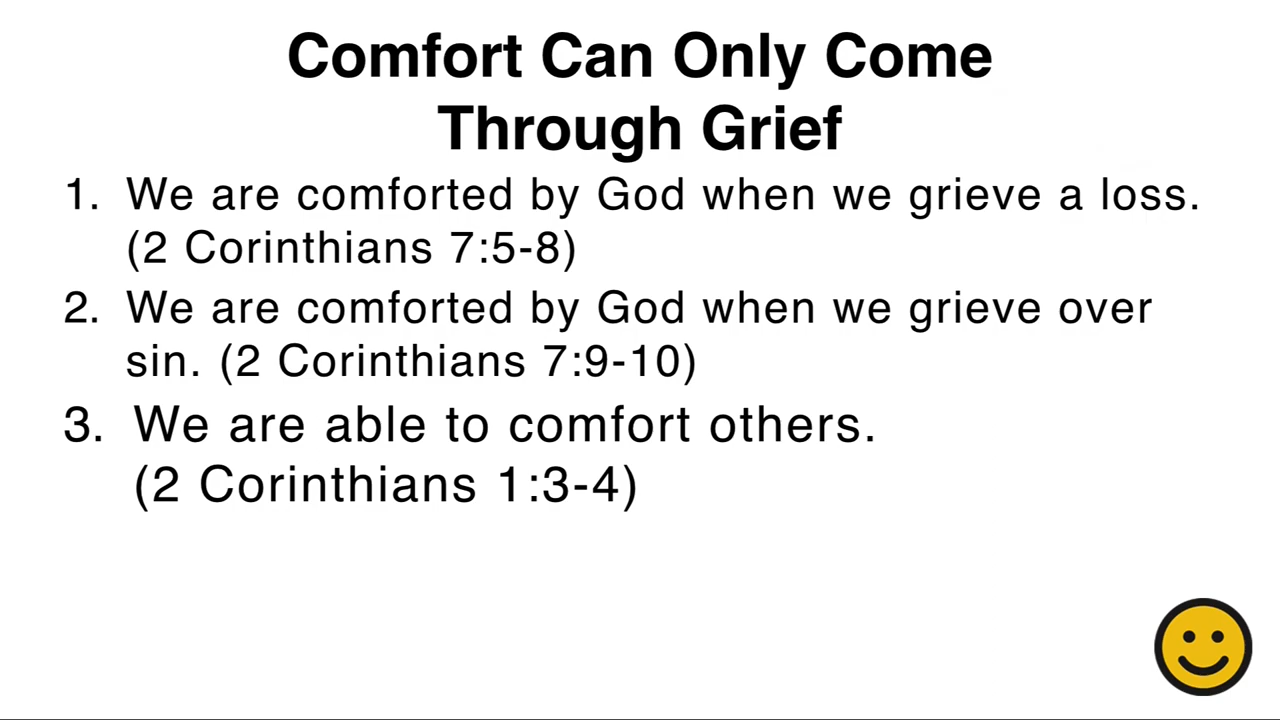 Comfort Can Only Come
Through Grief
1. We are comforted by God when we grieve a loss.
(2 Corinthians 7:5-8)
2. We are comforted by God when we grieve over
sin. (2 Corinthians 7:9-10)
3. We are able to comfort others.
(2 Corinthians 1:3-4)